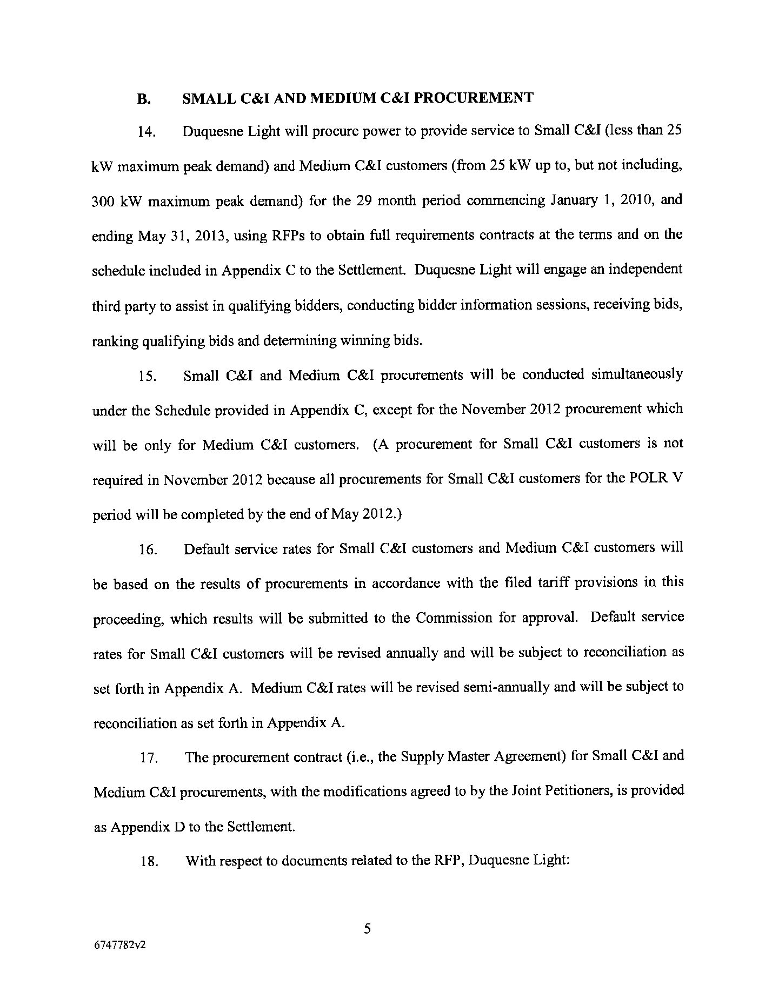 B. SMALL C&I AND MEDIUM C&I PROCUREMENT
14. Duquesne Light will procure power to provide service to Small C&I (less than 25
kW maximum peak demand) and Medium C&I customers (from 25 kW up to, but not including,
300 kW maximum peak demand) for the 29 month period commencing January 1, 2010, and
ending May 31, 2013, using RFPs to obtain full requirements contracts at the terms and on the
schedule included in Appendix C to the Settlement. Duquesne Light will engage an independent
third party to assist in qualifying bidders, conducting bidder information sessions, receiving bids,
ranking qualifying bids and determining winning bids.
15. Small C&I and Medium C&I procurements will be conducted simultaneously
under the Schedule provided in Appendix C, except for the November 2012 procurement which
will be only for Medium C&I customers. (A procurement for Small C&I customers is not
required in November 2012 because all procurements for Small C&I customers for the POLR V
period will be completed by the end of May 2012.)
16. Default service rates for Small C&I customers and Medium C&I customers will
be based on the results of procurements in accordance with the filed tariff provisions in this
proceeding, which results will be submitted to the Commission for approval. Default service
rates for Small C&I customers will be revised annually and will be subject to reconciliation as
set forth in Appendix A. Medium C&I rates will be revised semi-annually and will be subject to
reconciliation as set forth in Appendix A.
17. The procurement contract (i.e., the Supply Master Agreement) for Small C&I and
Medium C&I procurements, with the modifications agreed to by the Joint Petitioners, is provided
as Appendix D to the Settlement.
18. With respect to documents related to the RFP, Duquesne Light:
5
6747782v2